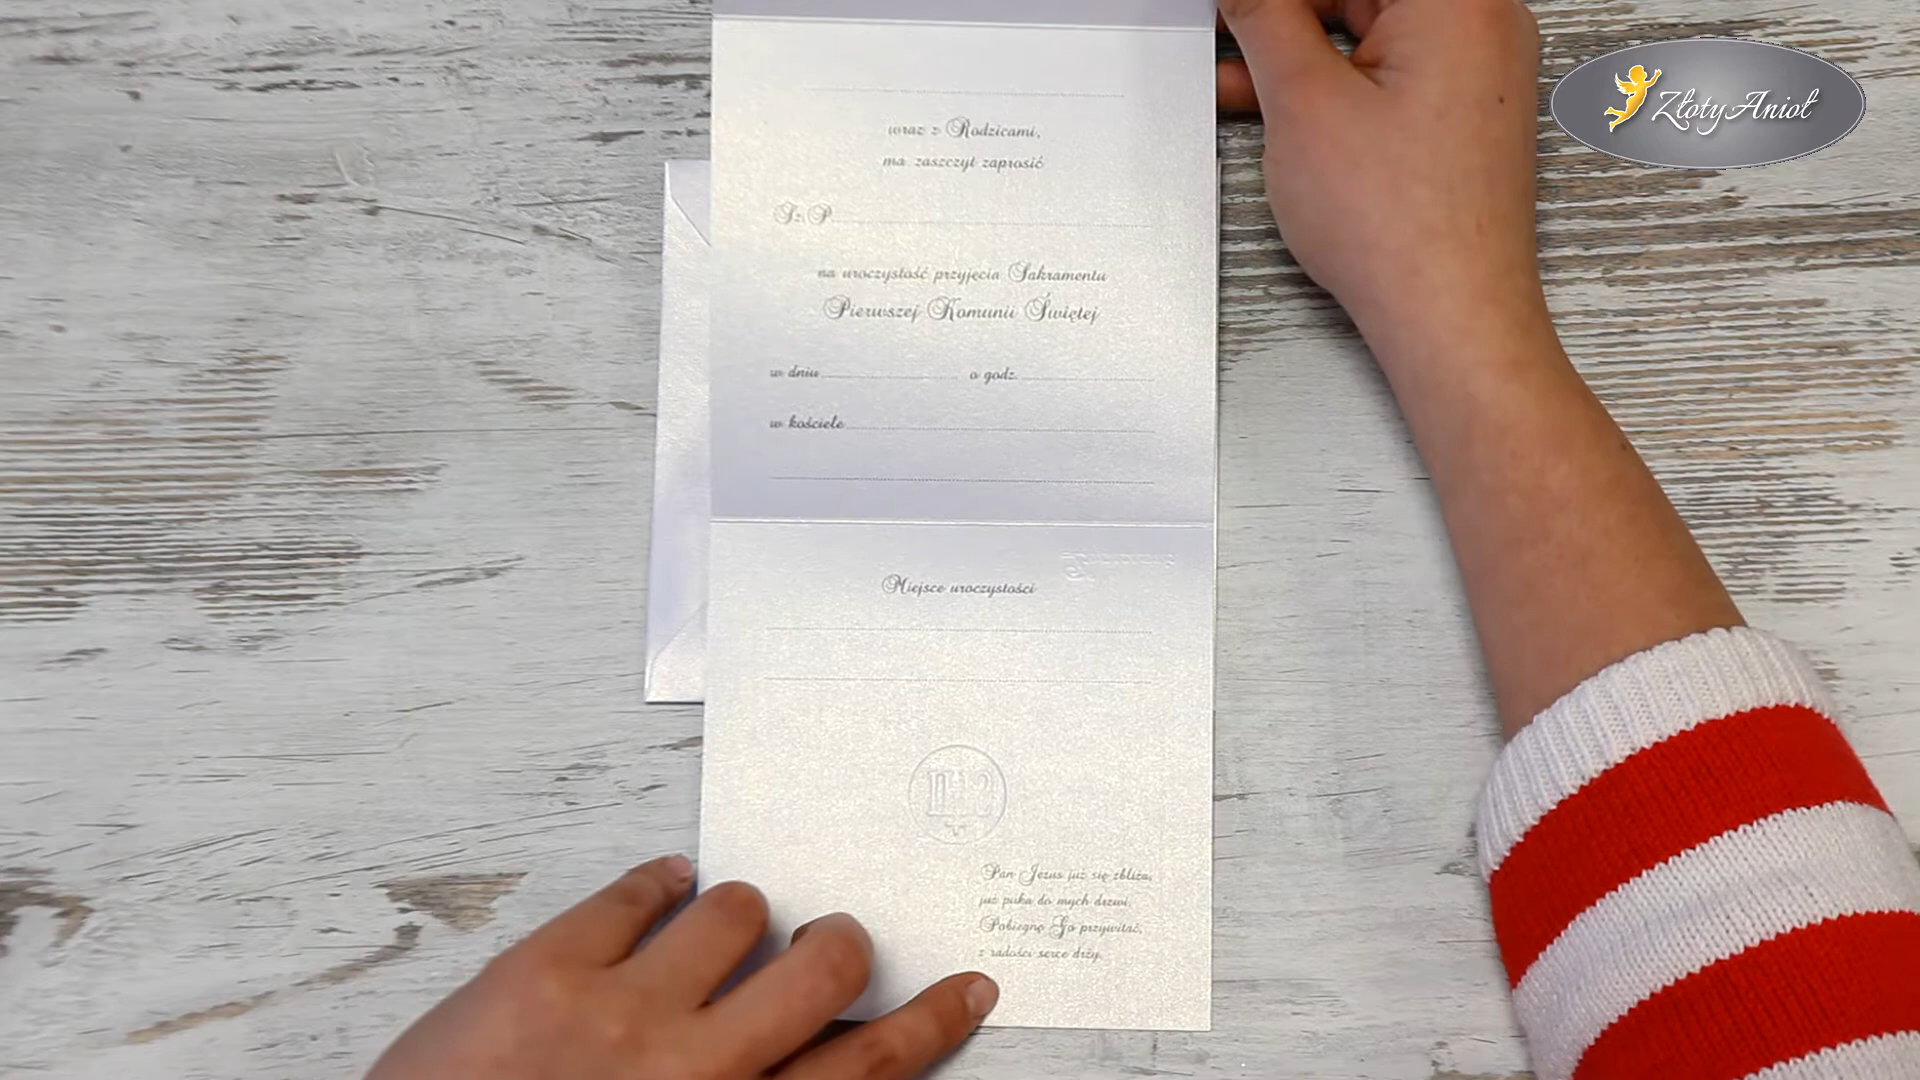 Złoty Anioł
wraz z Rodzicami,
ma zaszczyt zaprosić
Sz. P.
na uroczystość przyjęcia Sakramentu
Pierwszej Komunii Świętej
w dniu o godz.
w kościele
Miejsce uroczystości
Pan Jezus już się zbliża,
już puka do mych drzwi.
Pobiegnę Go przywitać,
z radości serce drży.